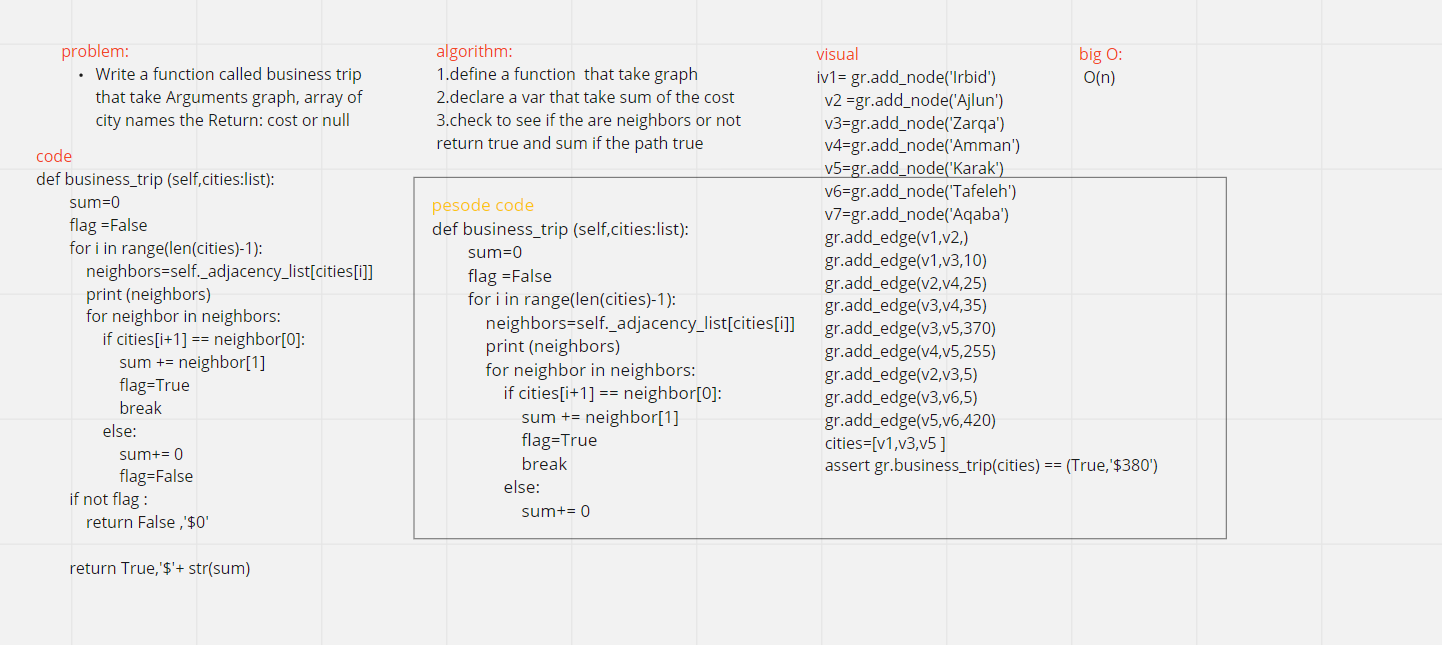 problem:
• Write a function called business trip
that take Arguments graph, array of
city names the Return: cost or null
code
def business_trip (self,cities:list):
sum=0
flag =False
for i in range(len(cities)-1):
neighbors=self._adjacency_list[cities[i]]
print (neighbors)
for neighbor in neighbors:
if cities[i+1] == neighbor[0]:
sum += neighbor[1]
flag=True
break
else:
sum+= 0
flag=False
if not flag :
return False ,'$0'
return True,'$'+ str(sum)
algorithm:
1.define a function  that take graph
2.declare a var that take sum of the cost
3.check to see if the are neighbors or not
return true and sum if the path true
pesode code
def business_trip (self,cities:list):
sum=0
flag =False
for i in range(len(cities)-1):
neighbors=self._adjacency_list[cities[i]]
print (neighbors)
for neighbor in neighbors:
if cities[i+1] == neighbor[0]:
sum += neighbor[1]
flag=True
break
else:
sum+= 0
visual
iv1= gr.add_node('Irbid')
v2 =gr.add_node('Ajlun')
v3=gr.add_node('Zarqa')
v4=gr.add_node('Amman')
v5=gr.add_node('Karak')
v6=gr.add_node('Tafeleh')
v7=gr.add_node('Aqaba')
gr.add_edge(v1,v2,)
gr.add_edge(v1,v3,10)
gr.add_edge(v2,v4,25)
gr.add_edge(v3,v4,35)
gr.add_edge(v3,v5,370)
gr.add_edge(v4,v5,255)
gr.add_edge(v2,v3,5)
gr.add_edge(v3,v6,5)
gr.add_edge(v5,v6,420)
cities=[v1,v3,v5 ]
assert gr.business_trip(cities) == (True,'$380')
big O:
O(n)